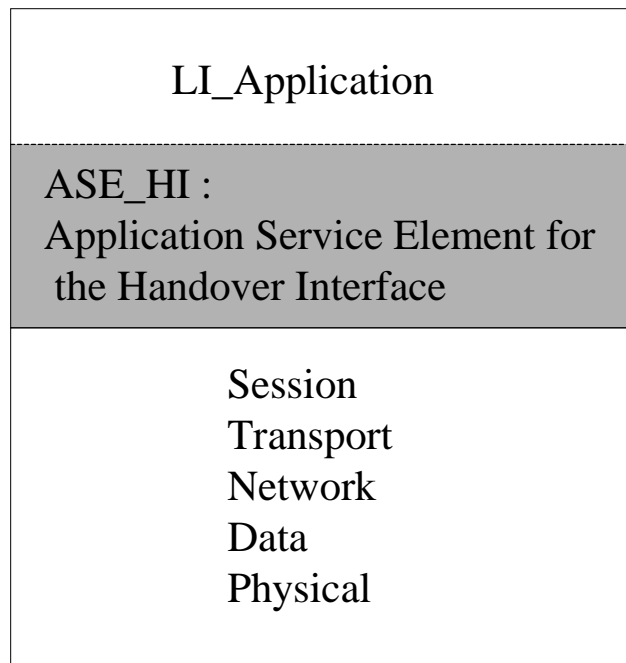 LI_Application
ASE_HI :
Application Service Element for
the Handover Interface
Session
Transport
Network
Data
Physical